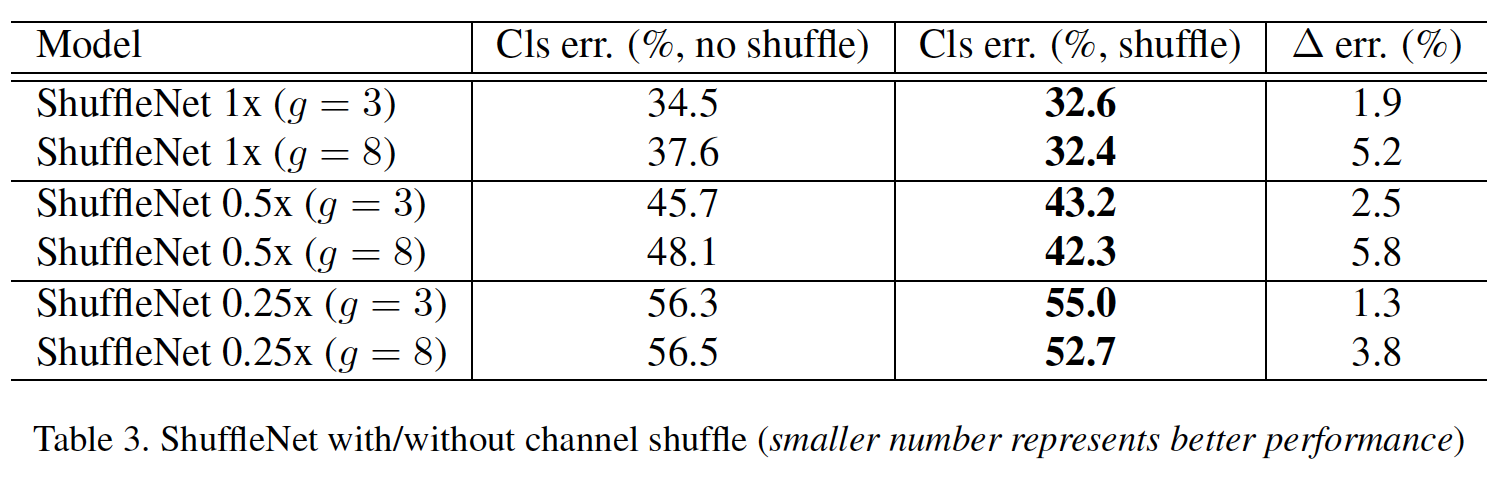 Model Cls err. (%, no shuffle) Cls err. (%, shuffle) Δ err. (%)
ShuffleNet 1x (g = 3) 34.5 32.6 1.9
ShuffleNet 1x (g = 8) 37.6 32.4 5.2
ShuffleNet 0.5x (g = 3) 45.7 43.2 2.5
ShuffleNet 0.5x (g = 8) 48.1 42.3 5.8
ShuffleNet 0.25x (g = 3) 56.3 55.0 1.3
ShuffleNet 0.25x (g = 8) 56.5 52.7 3.8
Table 3. ShuffleNet with/without channel shuffle (smaller number represents better performance)